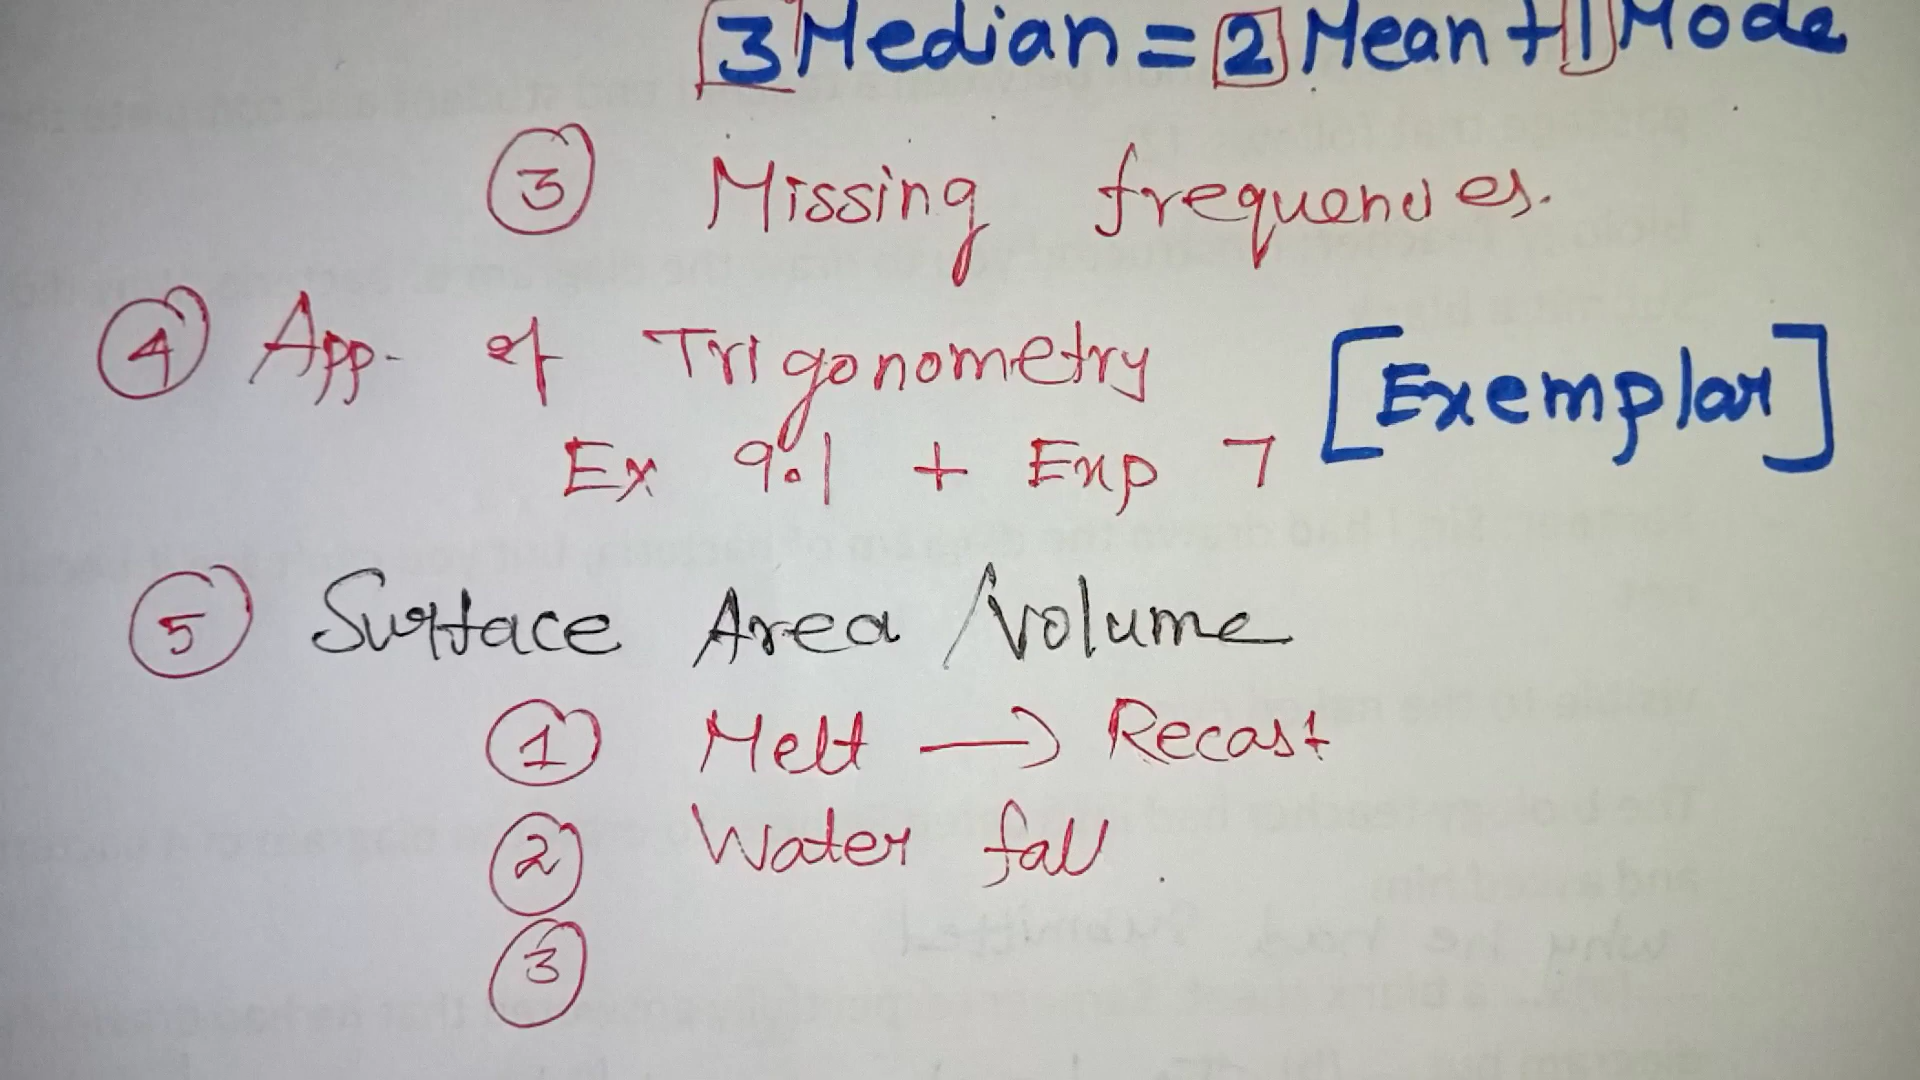 3 Median = 2 Mean + 1 Mode
3 Missing frequencies.
4 App. of Trigonometry [Exemplar]
Ex 9.1 + Exp 7
5 Surface Area / Volume
1 Melt → Recast
2 Water fall
3